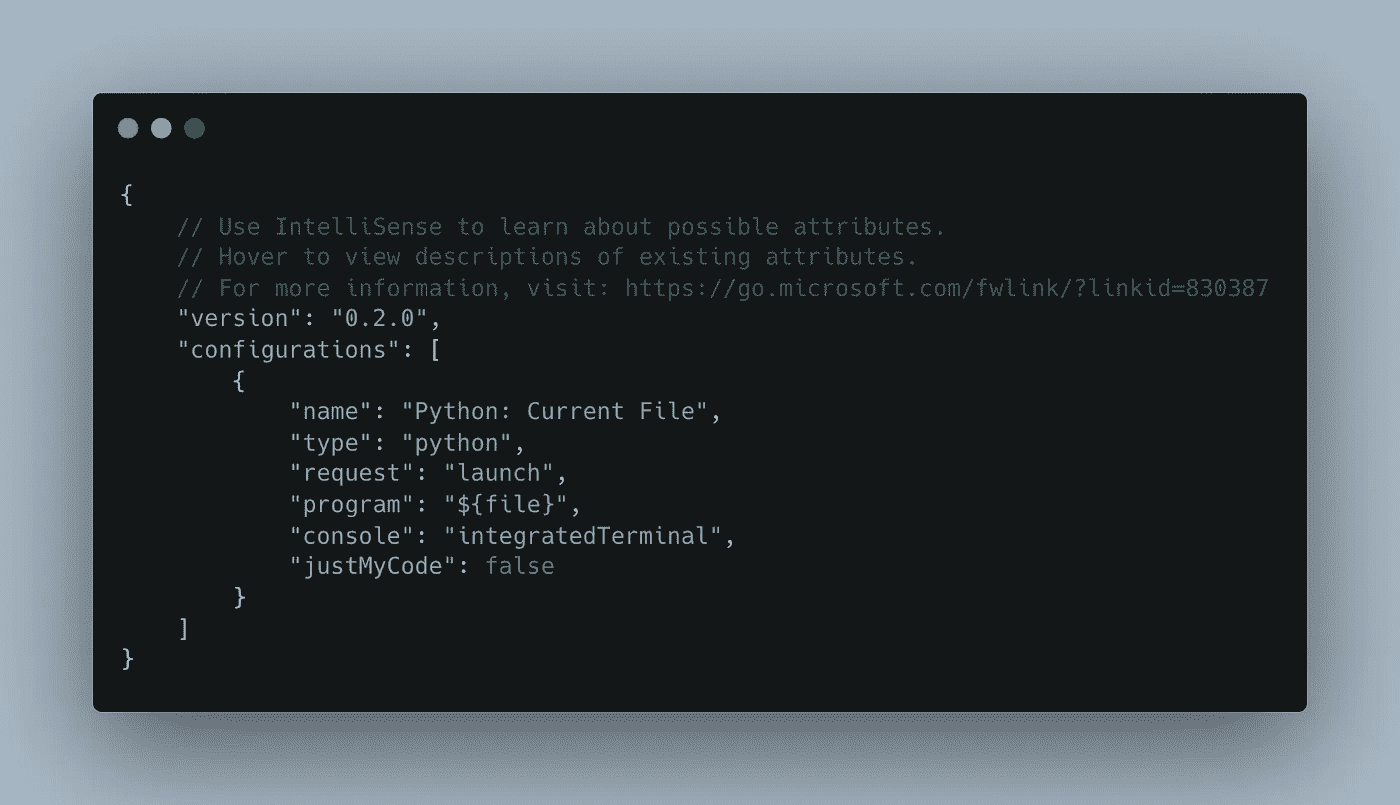 {
    // Use IntelliSense to learn about possible attributes.
    // Hover to view descriptions of existing attributes.
    // For more information, visit: https://go.microsoft.com/fwlink/?linkid=830387
    "version": "0.2.0",
    "configurations": [
        {
            "name": "Python: Current File",
            "type": "python",
            "request": "launch",
            "program": "${file}",
            "console": "integratedTerminal",
            "justMyCode": false
        }
    ]
}